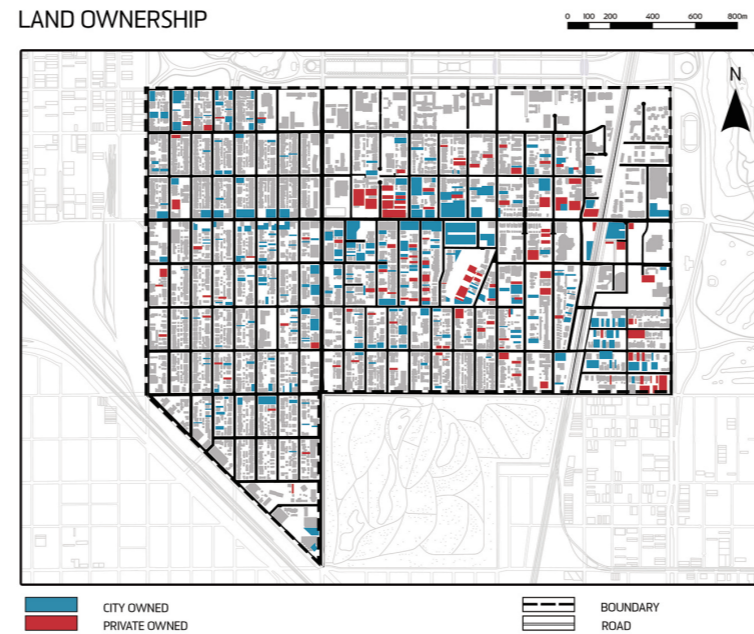 LAND OWNERSHIP
0 100 200 400 600 800m
N
CITY OWNED
PRIVATE OWNED
BOUNDARY
ROAD